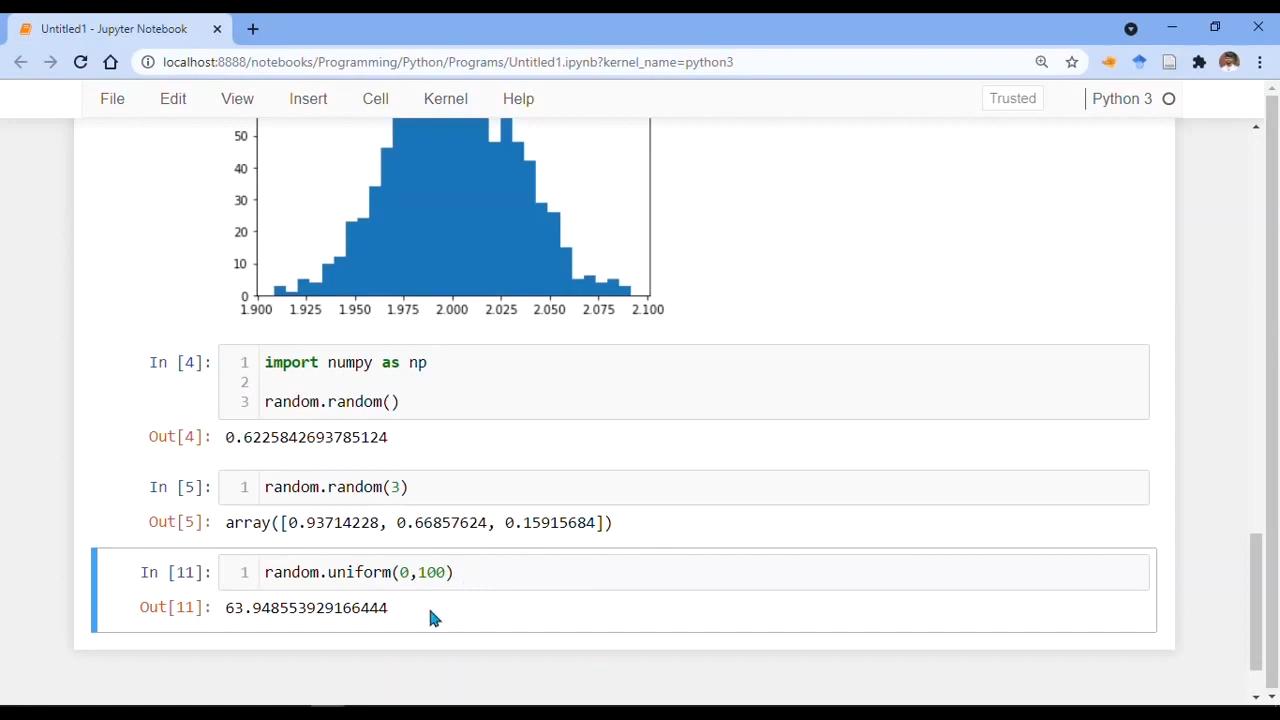 Untitled1 - Jupyter Notebook
localhost:8888/notebooks/Programming/Python/Programs/Untitled1.ipynb?kernel_name=python3
File Edit View Insert Cell Kernel Help Trusted Python 3
50
40
30
20
10
0
1.900 1.925 1.950 1.975 2.000 2.025 2.050 2.075 2.100
In [4]: 1 import numpy as np
2
3 random.random()
Out[4]: 0.6225842693785124
In [5]: 1 random.random(3)
Out[5]: array([0.93714228, 0.66857624, 0.15915684])
In [11]: 1 random.uniform(0,100)
Out[11]: 63.948553929166444